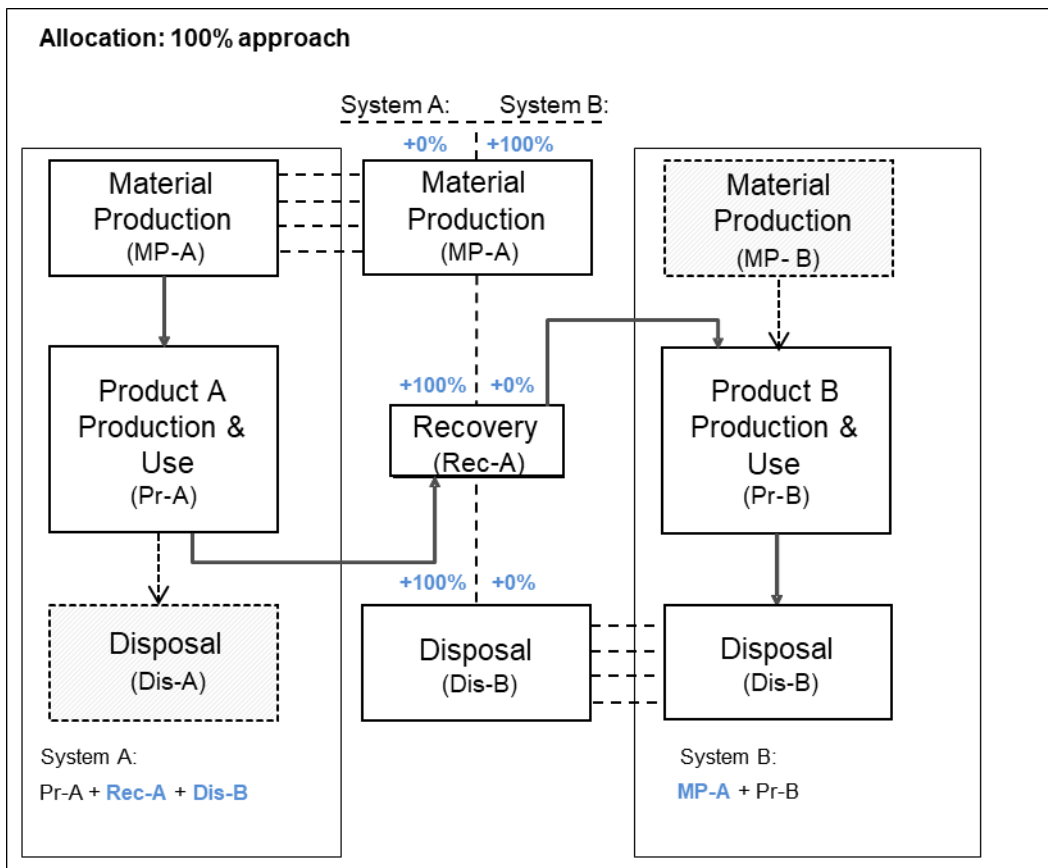 Allocation: 100% approach
System A:
System B:
+0%
+100%
Material
Production
(MP-A)
Material
Production
(MP-A)
Material
Production
(MP- B)
Product A
Production &
Use
(Pr-A)
+100%
+0%
Recovery
(Rec-A)
Product B
Production &
Use
(Pr-B)
+100%
+0%
Disposal
(Dis-A)
Disposal
(Dis-B)
Disposal
(Dis-B)
System A:
Pr-A + Rec-A + Dis-B
System B:
MP-A + Pr-B